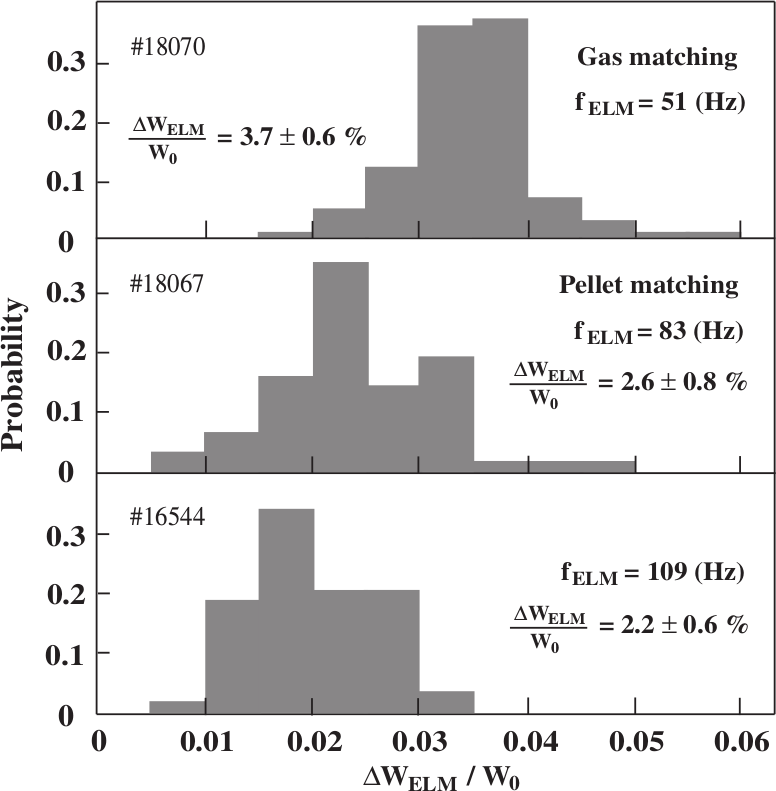 #18070
Gas matching
f ELM = 51 (Hz)
ΔW_ELM / W_0 = 3.7 ± 0.6 %
0.3
0.2
0.1
0
#18067
Pellet matching
f ELM = 83 (Hz)
ΔW_ELM / W_0 = 2.6 ± 0.8 %
0.3
0.2
0.1
0
Probability
#16544
f ELM = 109 (Hz)
ΔW_ELM / W_0 = 2.2 ± 0.6 %
0.3
0.2
0.1
0
0 0.01 0.02 0.03 0.04 0.05 0.06
ΔW_ELM / W_0